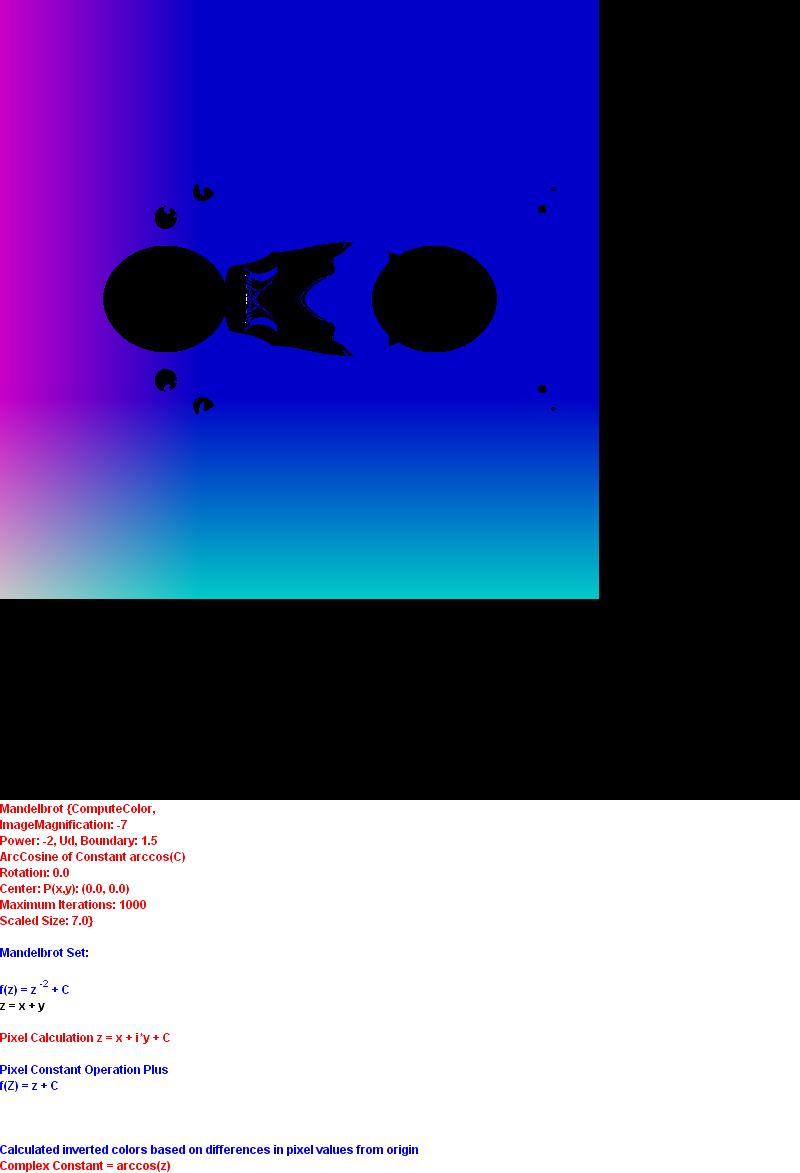 Mandelbrot {ComputeColor,
ImageMagnification: -7
Power: -2, Ud, Boundary: 1.5
ArcCosine of Constant arccos(C)
Rotation: 0.0
Center: P(x,y): (0.0, 0.0)
Maximum Iterations: 1000
Scaled Size: 7.0}
Mandelbrot Set:
f(z) = z -2 + C
z = x + y
Pixel Calculation z = x + i*y + C
Pixel Constant Operation Plus
f(Z) = z + C
Calculated inverted colors based on differences in pixel values from origin
Complex Constant = arccos(z)